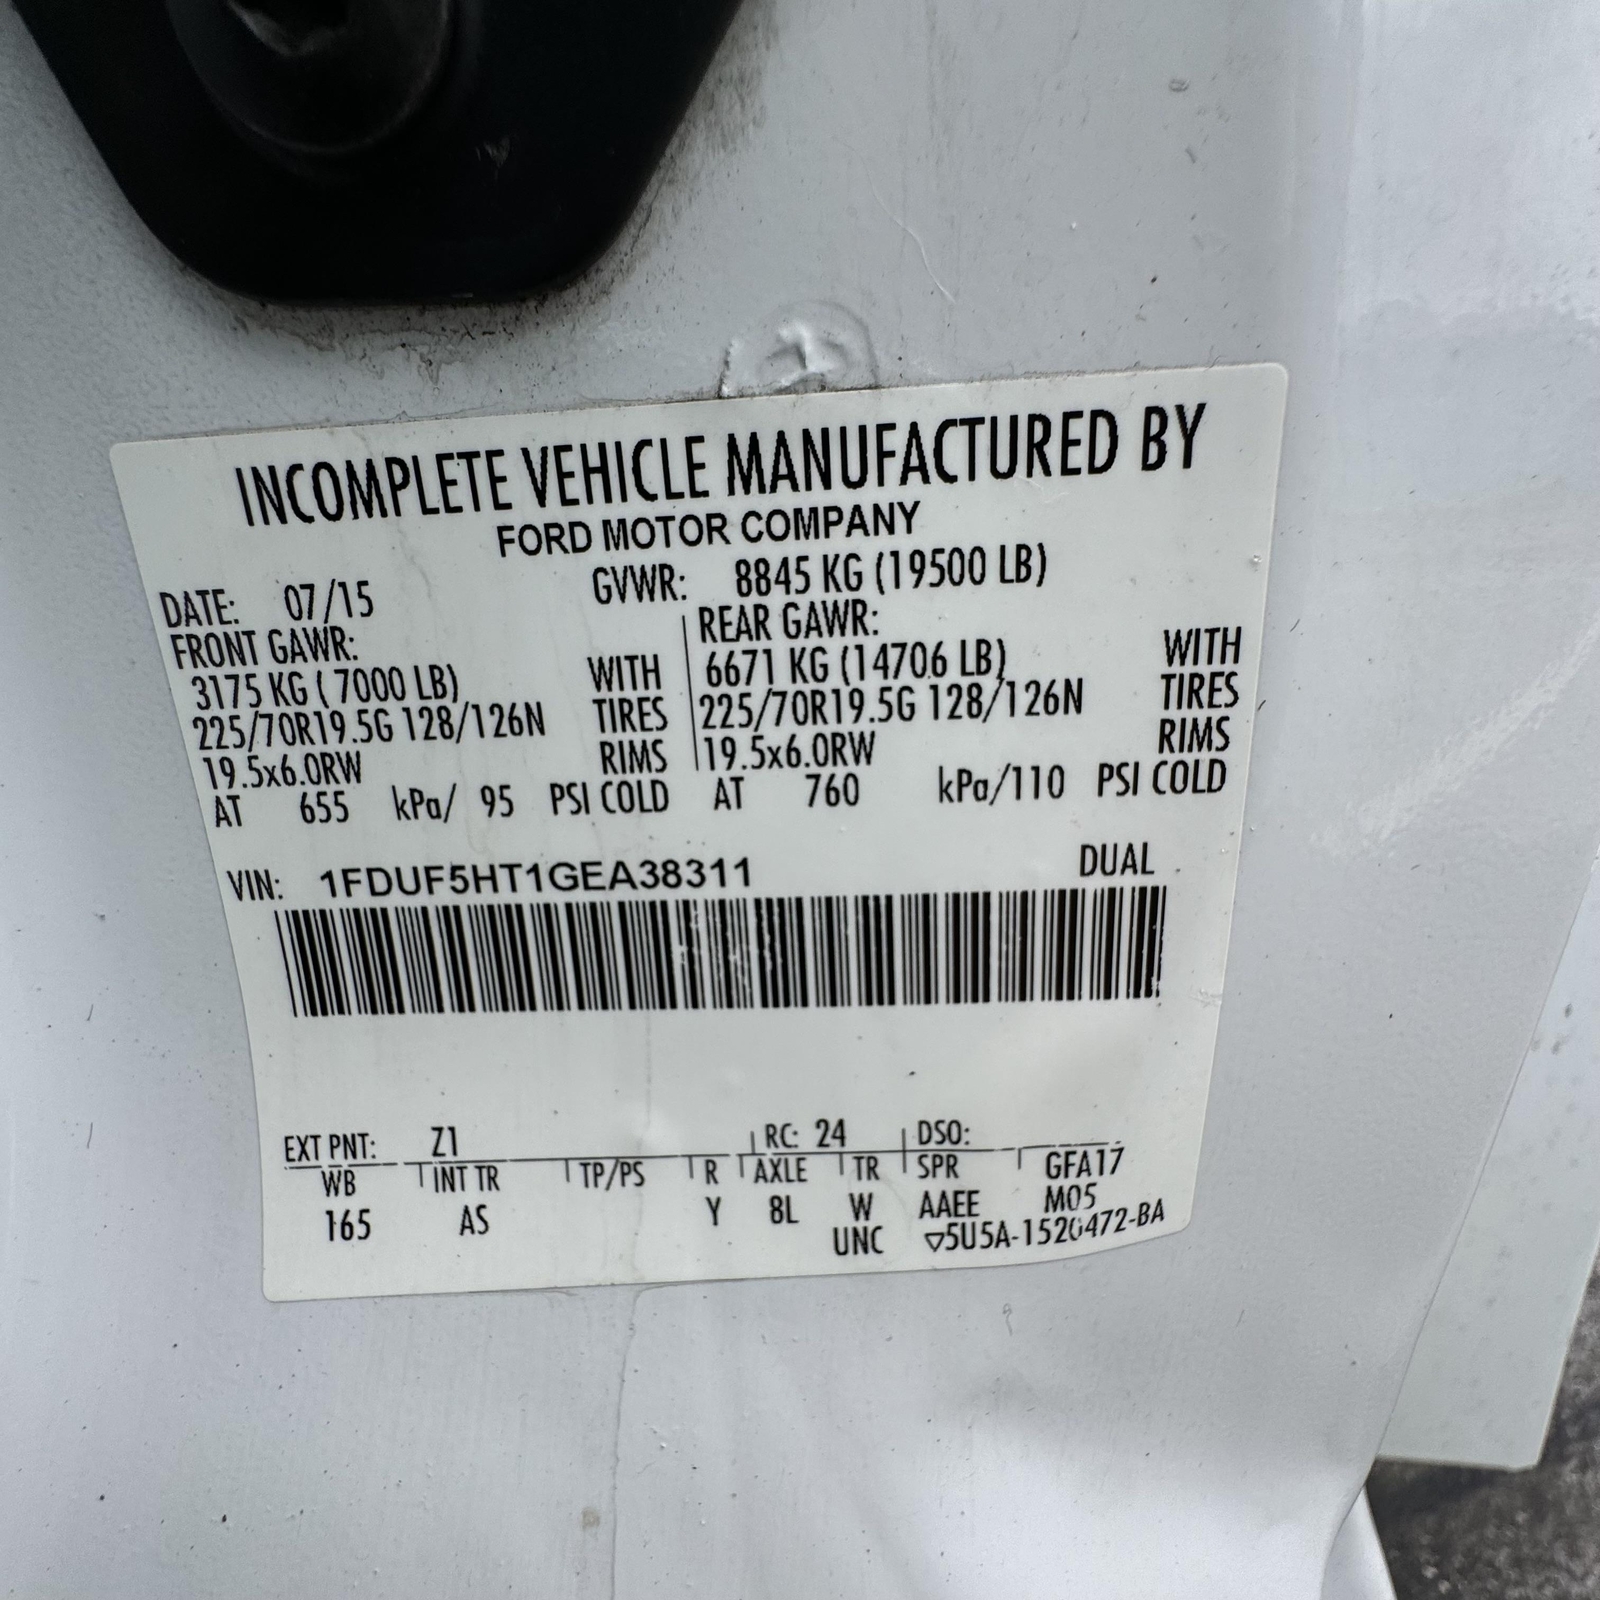 INCOMPLETE VEHICLE MANUFACTURED BY
FORD MOTOR COMPANY
DATE: 07/15 GVWR: 8845 KG (19500 LB)
FRONT GAWR: REAR GAWR:
3175 KG ( 7000 LB) WITH 6671 KG (14706 LB) WITH
225/70R19.5G 128/126N TIRES 225/70R19.5G 128/126N TIRES
19.5x6.0RW RIMS 19.5x6.0RW RIMS
AT 655 kPa/ 95 PSI COLD AT 760 kPa/110 PSI COLD
VIN: 1FDUF5HT1GEA38311 DUAL
EXT PNT: Z1 RC: 24 DSO:
WB INT TR TP/PS R AXLE TR SPR GFA17
165 AS Y 8L W AAEE M05
UNC ▽5U5A-1520472-BA